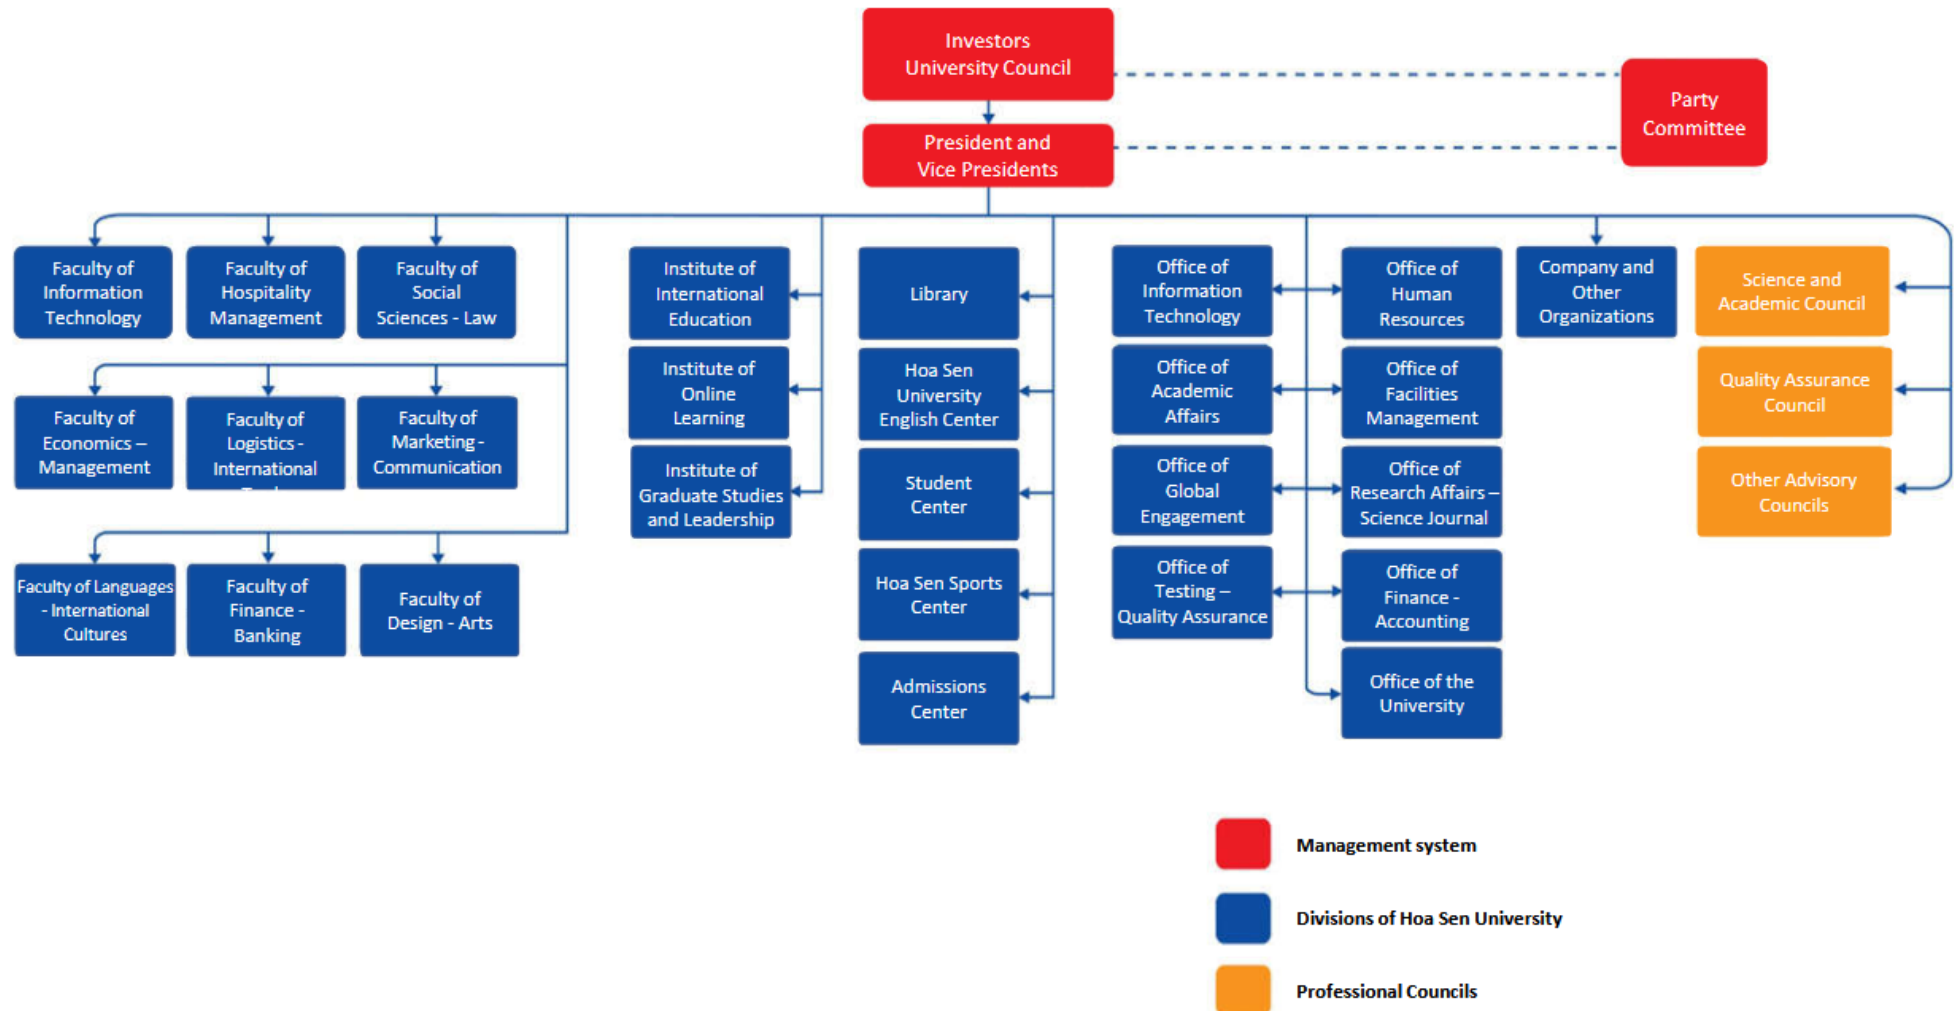 Investors
University Council
Party
Committee
President and
Vice Presidents
Faculty of
Information
Technology
Faculty of
Hospitality
Management
Faculty of
Social
Sciences - Law
Faculty of
Economics –
Management
Faculty of
Logistics -
International
Faculty of
Marketing -
Communication
Faculty of Languages
- International
Cultures
Faculty of
Finance -
Banking
Faculty of
Design - Arts
Institute of
International
Education
Institute of
Online
Learning
Institute of
Graduate Studies
and Leadership
Library
Hoa Sen
University
English Center
Student
Center
Hoa Sen Sports
Center
Admissions
Center
Office of
Information
Technology
Office of
Academic
Affairs
Office of
Global
Engagement
Office of
Testing –
Quality Assurance
Office of
Human
Resources
Office of
Facilities
Management
Office of
Research Affairs –
Science Journal
Office of
Finance -
Accounting
Office of the
University
Company and
Other
Organizations
Science and
Academic Council
Quality Assurance
Council
Other Advisory
Councils
Management system
Divisions of Hoa Sen University
Professional Councils